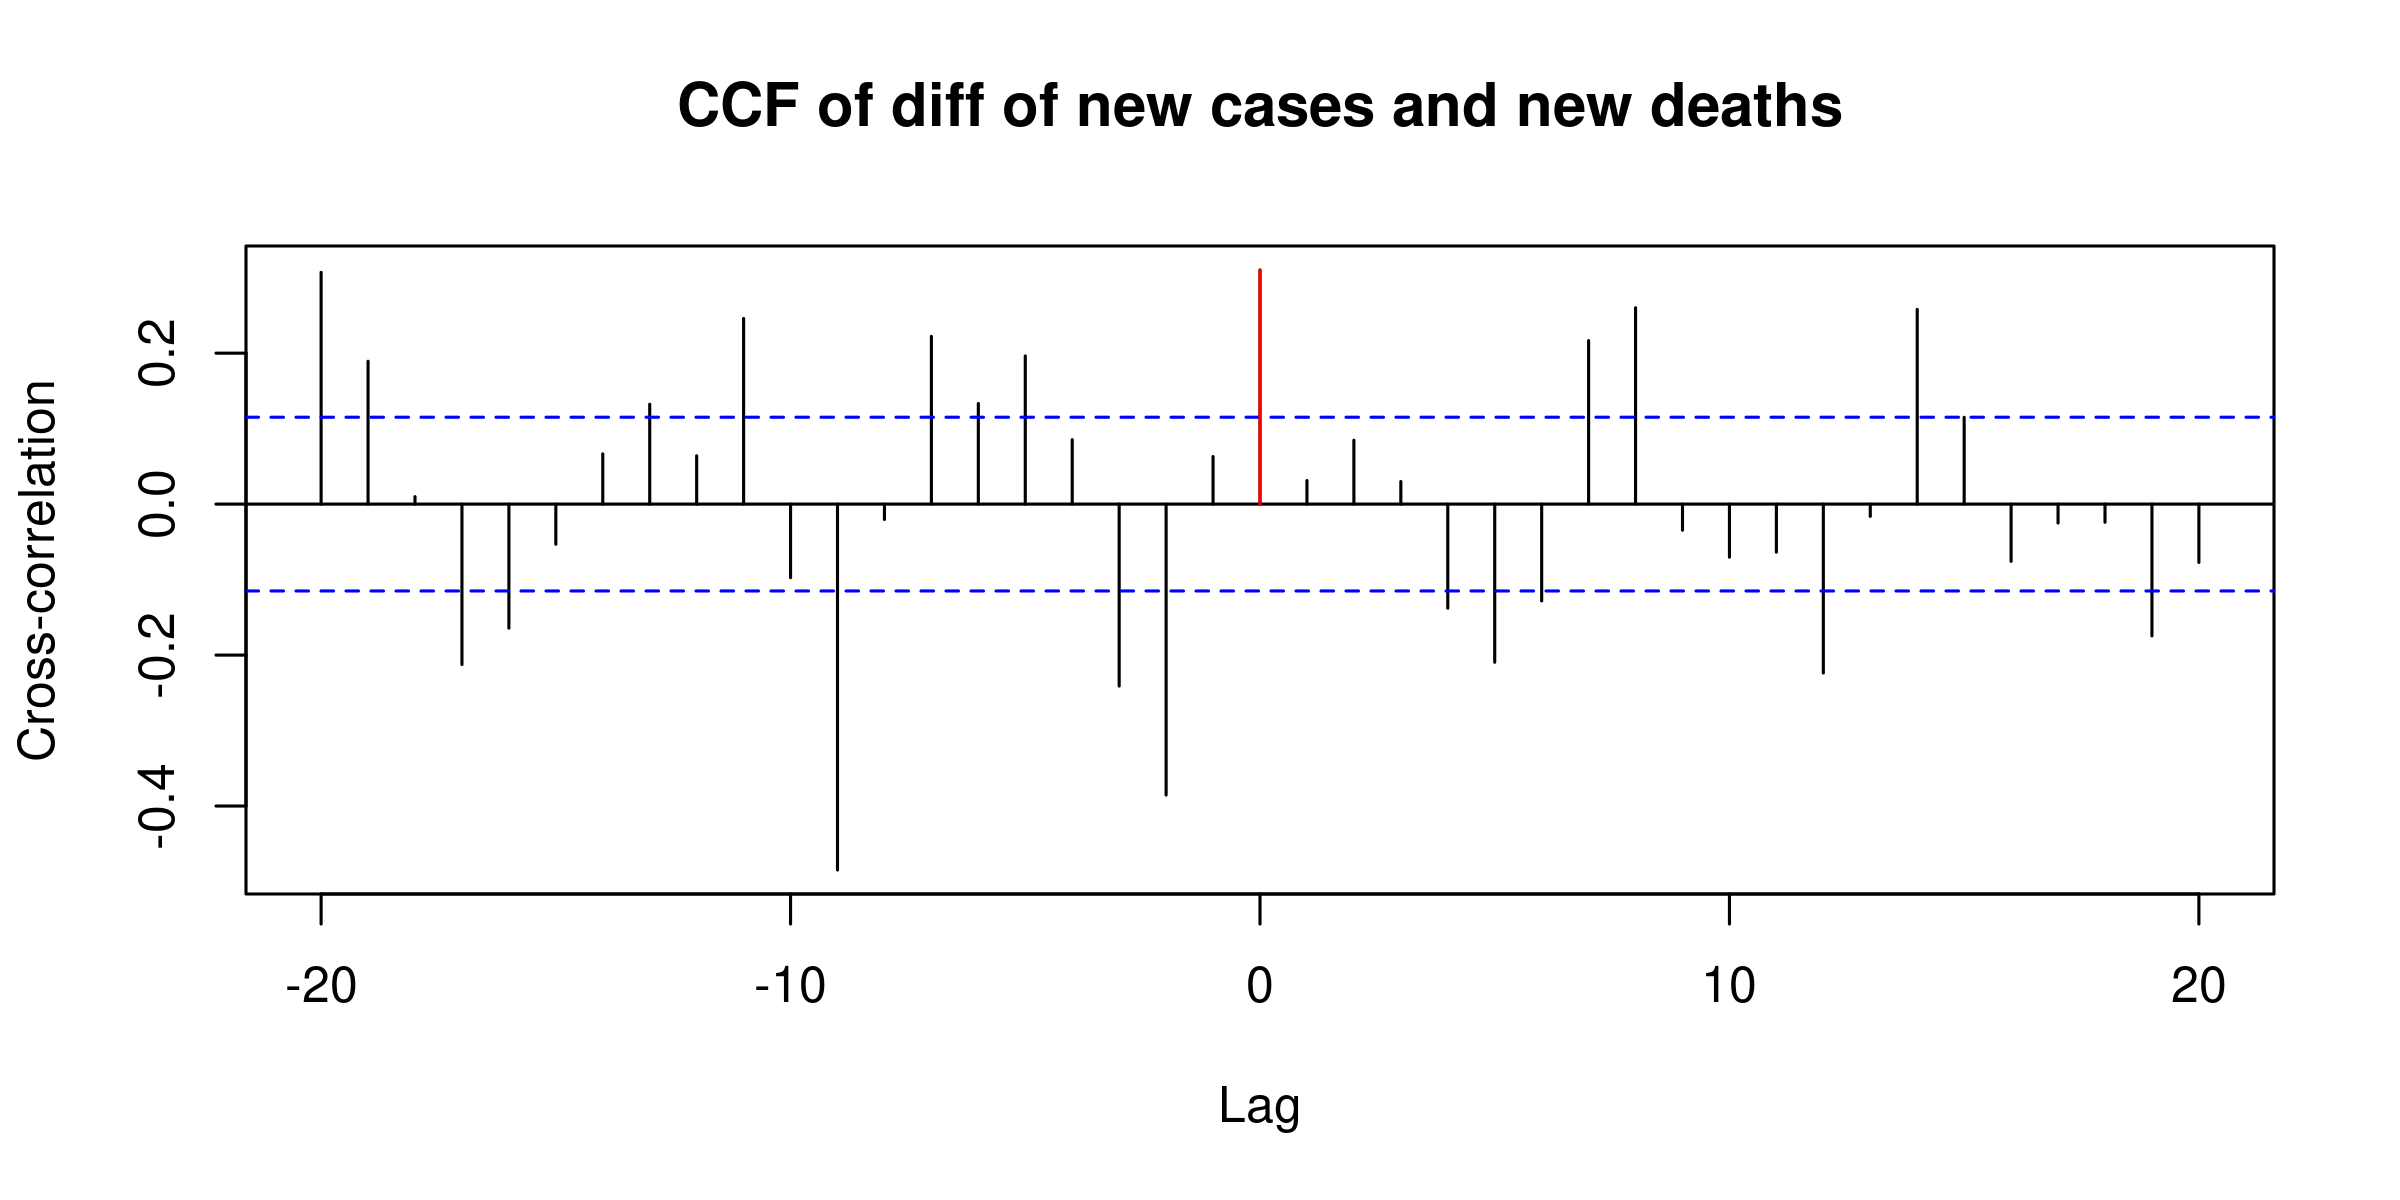 CCF of diff of new cases and new deaths
Cross-correlation
0.2
0.0
-0.2
-0.4
-20 -10 0 10 20
Lag